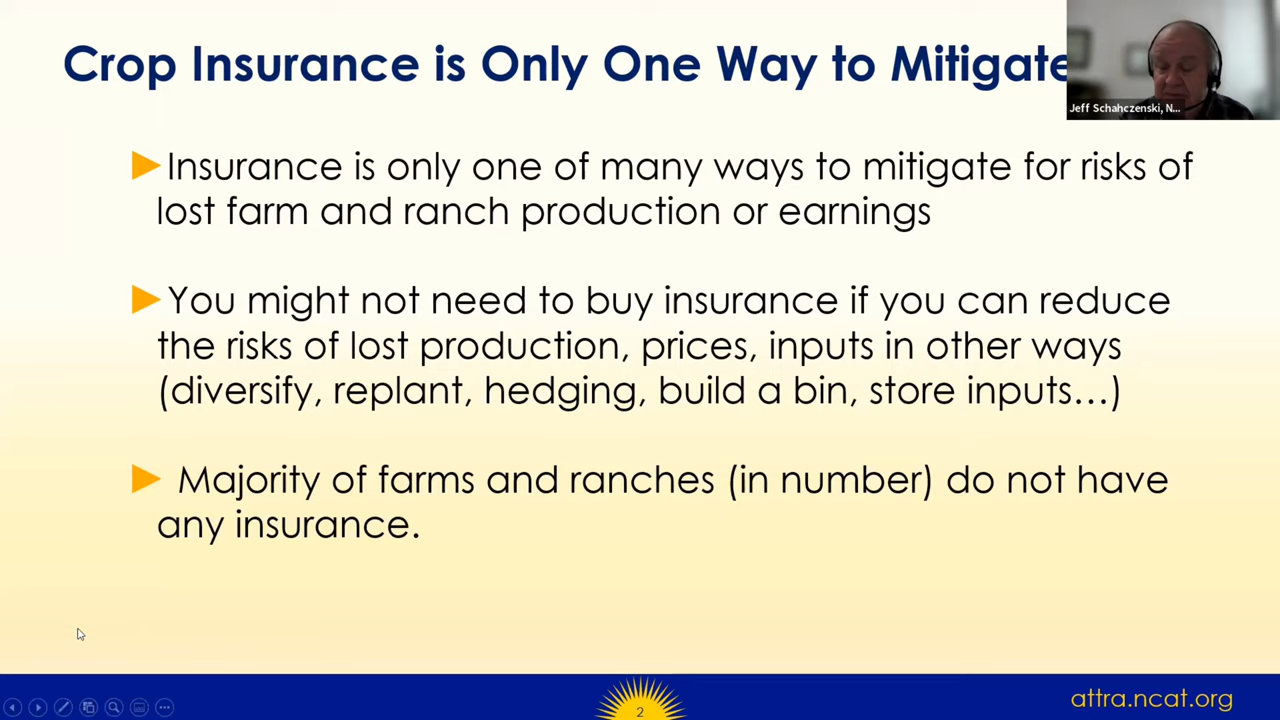 Crop Insurance is Only One Way to Mitigate
Jeff Schahczenski, N...
►Insurance is only one of many ways to mitigate for risks of
lost farm and ranch production or earnings
►You might not need to buy insurance if you can reduce
the risks of lost production, prices, inputs in other ways
(diversify, replant, hedging, build a bin, store inputs…)
► Majority of farms and ranches (in number) do not have
any insurance.
2
attra.ncat.org